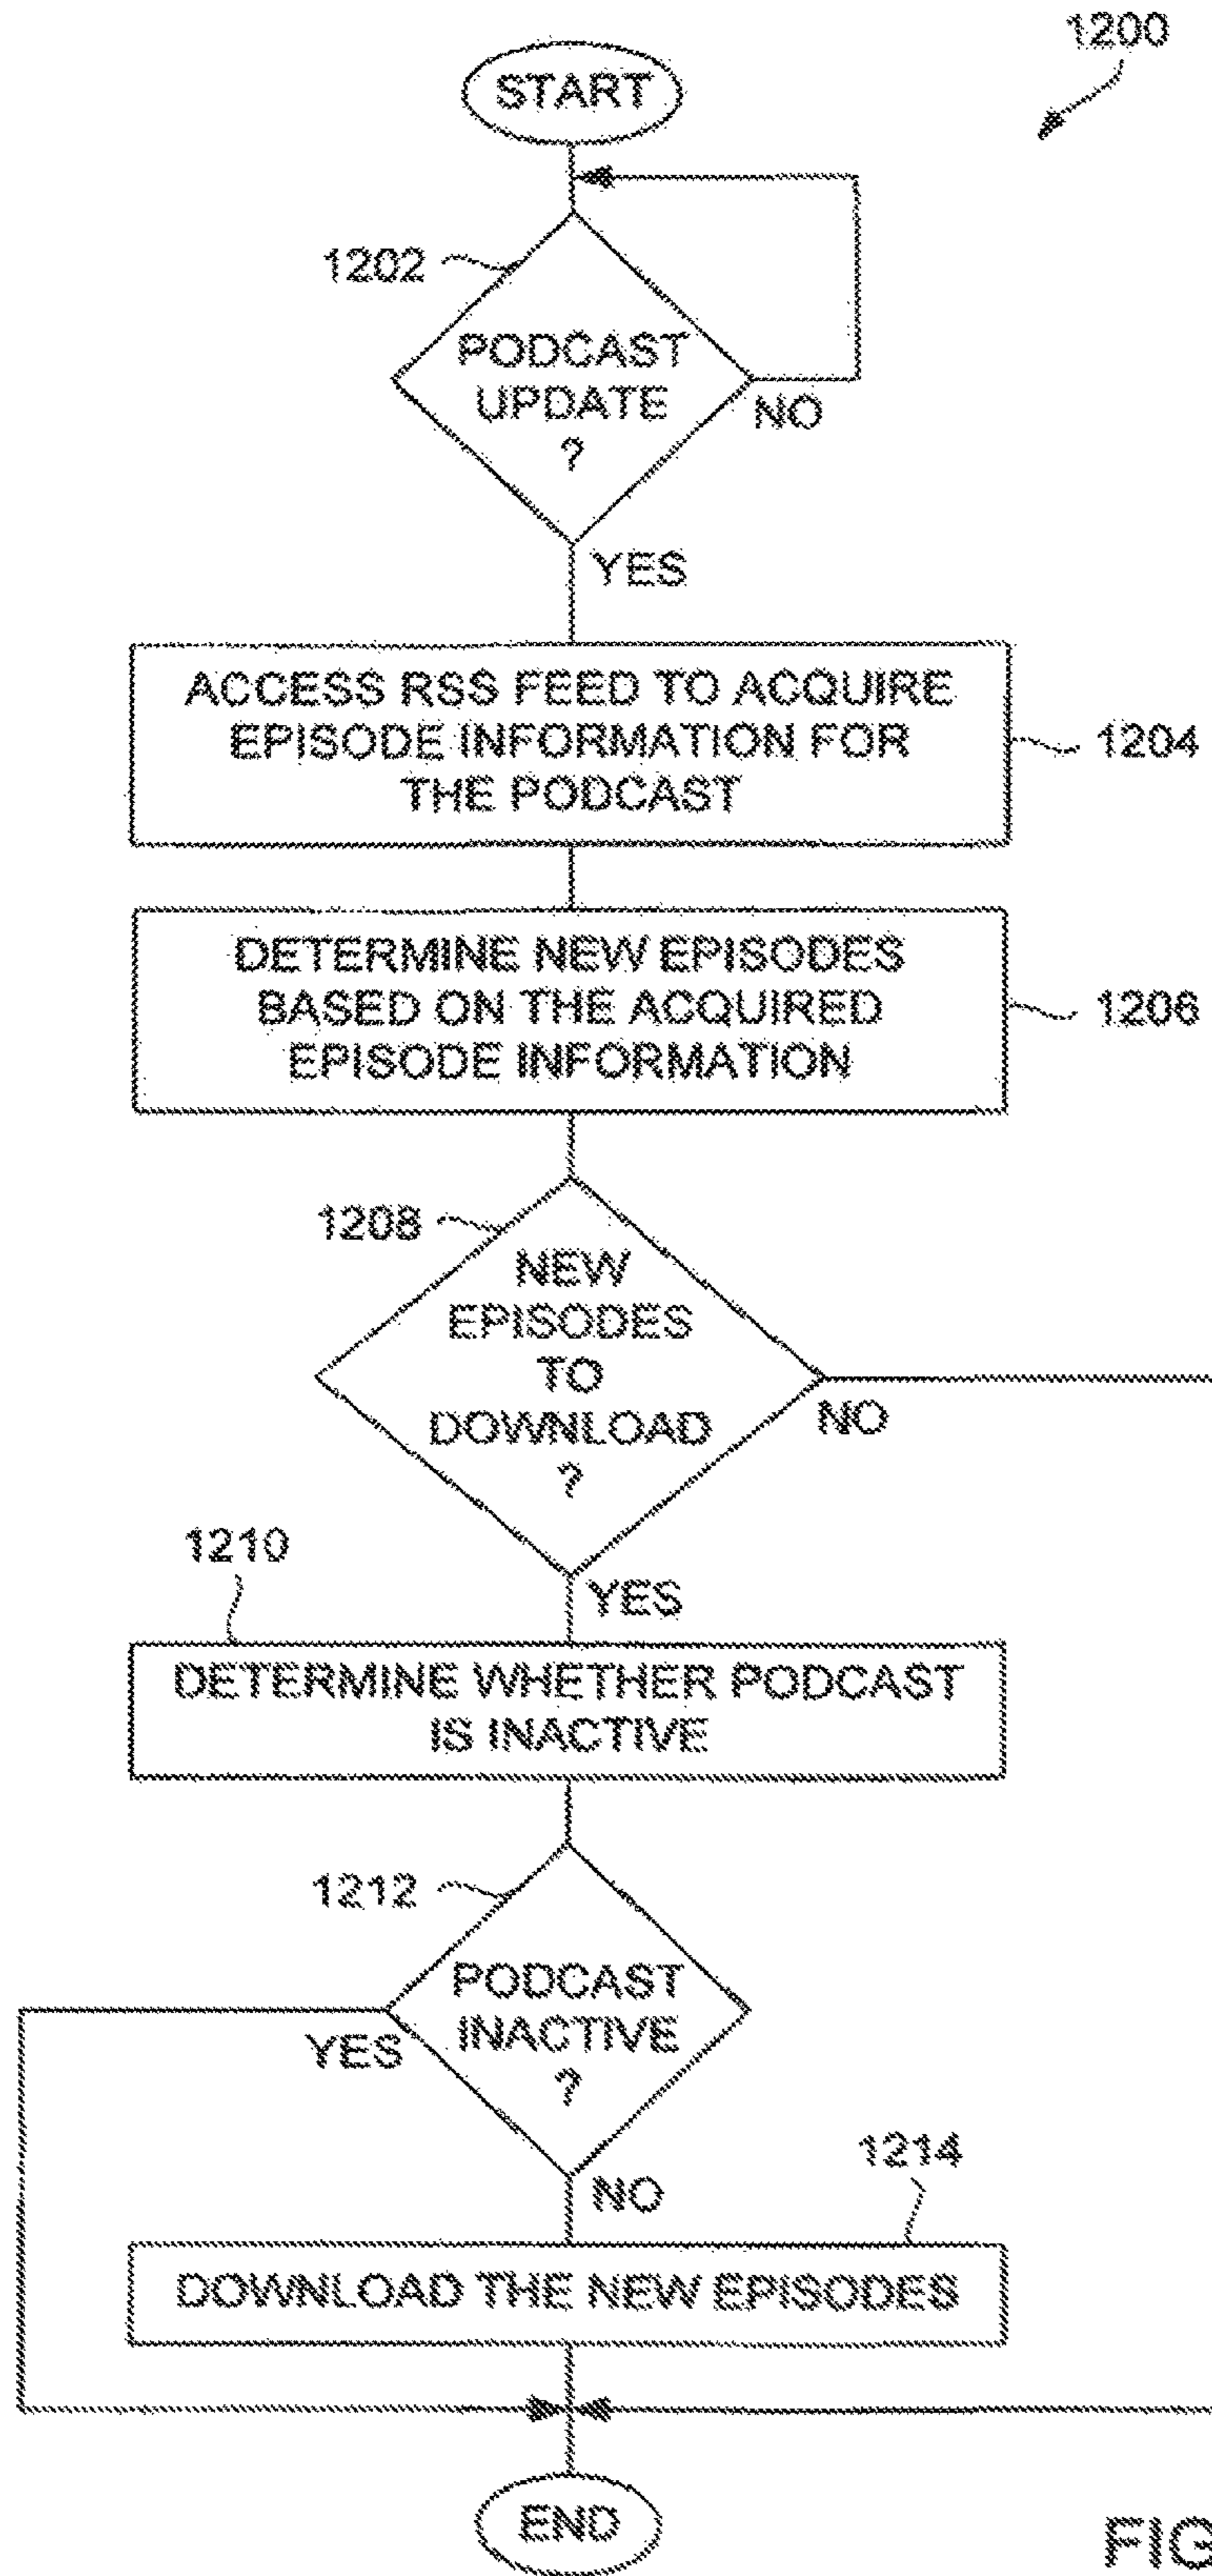 1200
START
1202
PODCAST
UPDATE
?
NO
YES
ACCESS RSS FEED TO ACQUIRE
EPISODE INFORMATION FOR
THE PODCAST
1204
DETERMINE NEW EPISODES
BASED ON THE ACQUIRED
EPISODE INFORMATION
1206
1208
NEW
EPISODES
TO
DOWNLOAD
?
NO
YES
1210
DETERMINE WHETHER PODCAST
IS INACTIVE
1212
PODCAST
INACTIVE
?
YES
NO
1214
DOWNLOAD THE NEW EPISODES
END
FIG